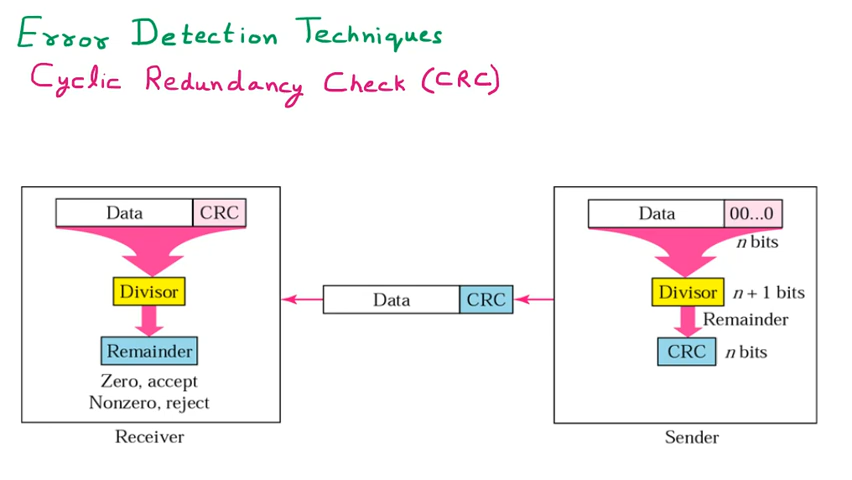 Error Detection Techniques
Cyclic Redundancy Check (CRC)
Data CRC
Divisor
Remainder
Zero, accept
Nonzero, reject
Receiver
Data CRC
Data 00...0
n bits
Divisor n + 1 bits
Remainder
CRC n bits
Sender